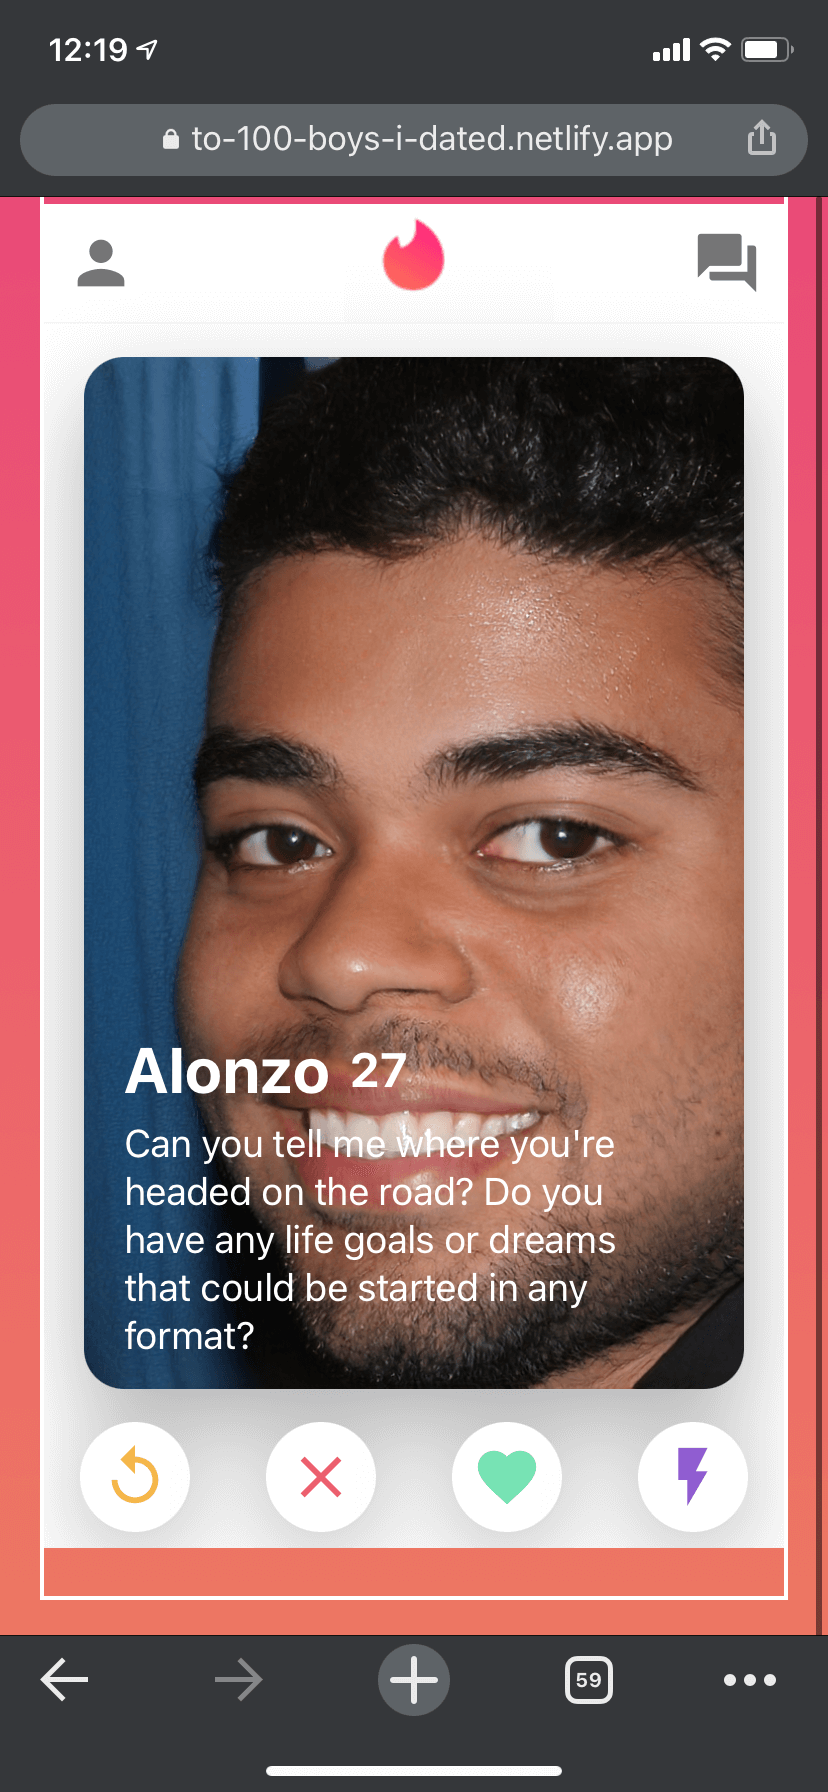 12:19
to-100-boys-i-dated.netlify.app
Alonzo 27
Can you tell me where you're
headed on the road? Do you
have any life goals or dreams
that could be started in any
format?
59